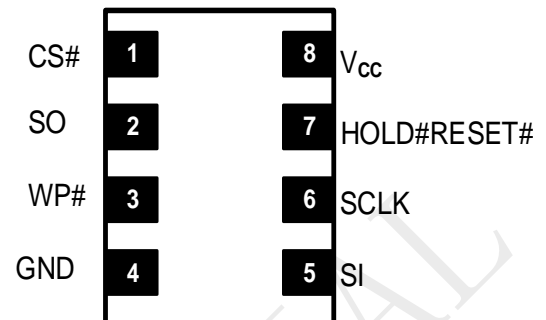 CS# 1 8 Vcc
SO 2 7 HOLD#RESET#
WP# 3 6 SCLK
GND 4 5 SI